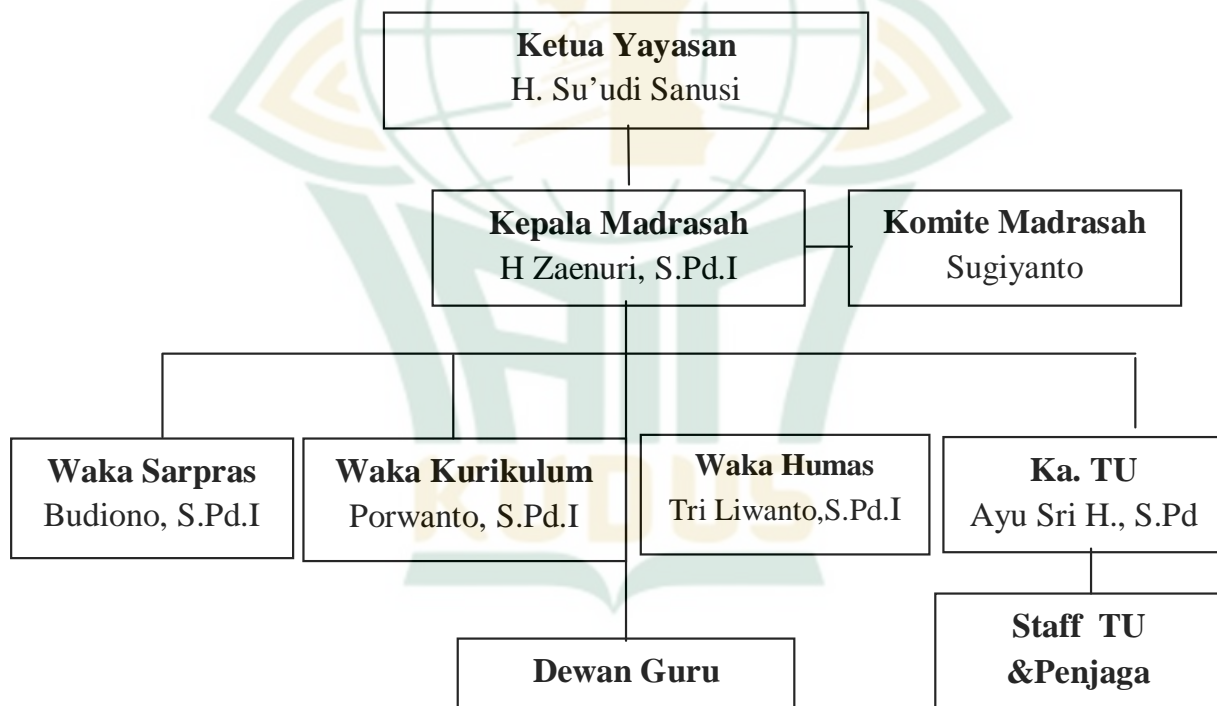 Ketua Yayasan
H. Su’udi Sanusi
Kepala Madrasah
H Zaenuri, S.Pd.I
Komite Madrasah
Sugiyanto
Waka Sarpras
Budiono, S.Pd.I
Waka Kurikulum
Porwanto, S.Pd.I
Waka Humas
Tri Liwanto,S.Pd.I
Ka. TU
Ayu Sri H., S.Pd
KUDUS
Staff TU
&Penjaga
Dewan Guru